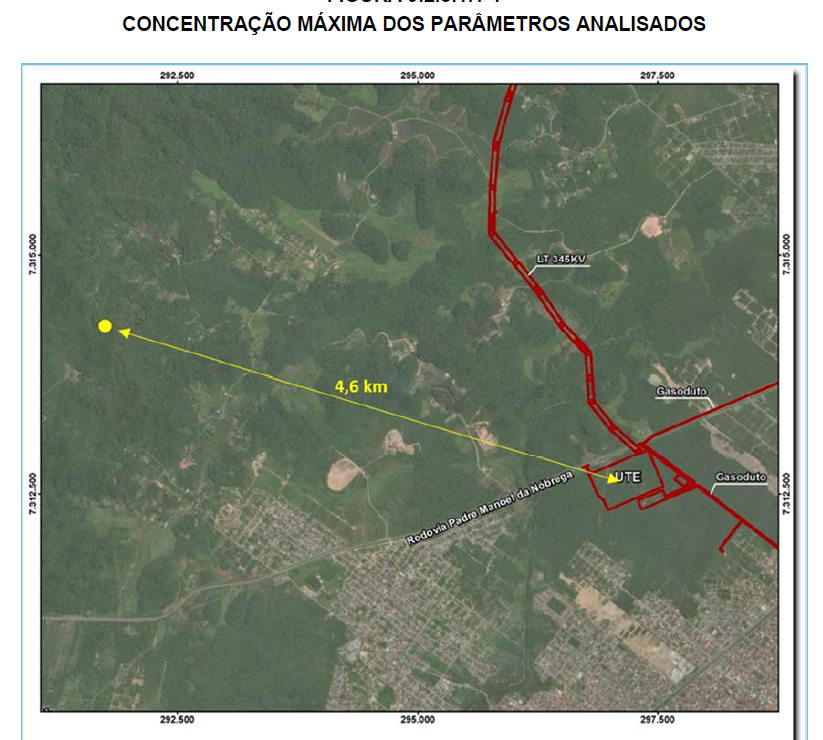 CONCENTRAÇÃO MÁXIMA DOS PARÂMETROS ANALISADOS
292.500 295.000 297.500
7.315.000
7.315.000
LT 345KV
4,6 km
Gasoduto
UTE
Gasoduto
Rodovia Padre Manoel da Nóbrega
7.312.500
7.312.500
292.500 295.000 297.500